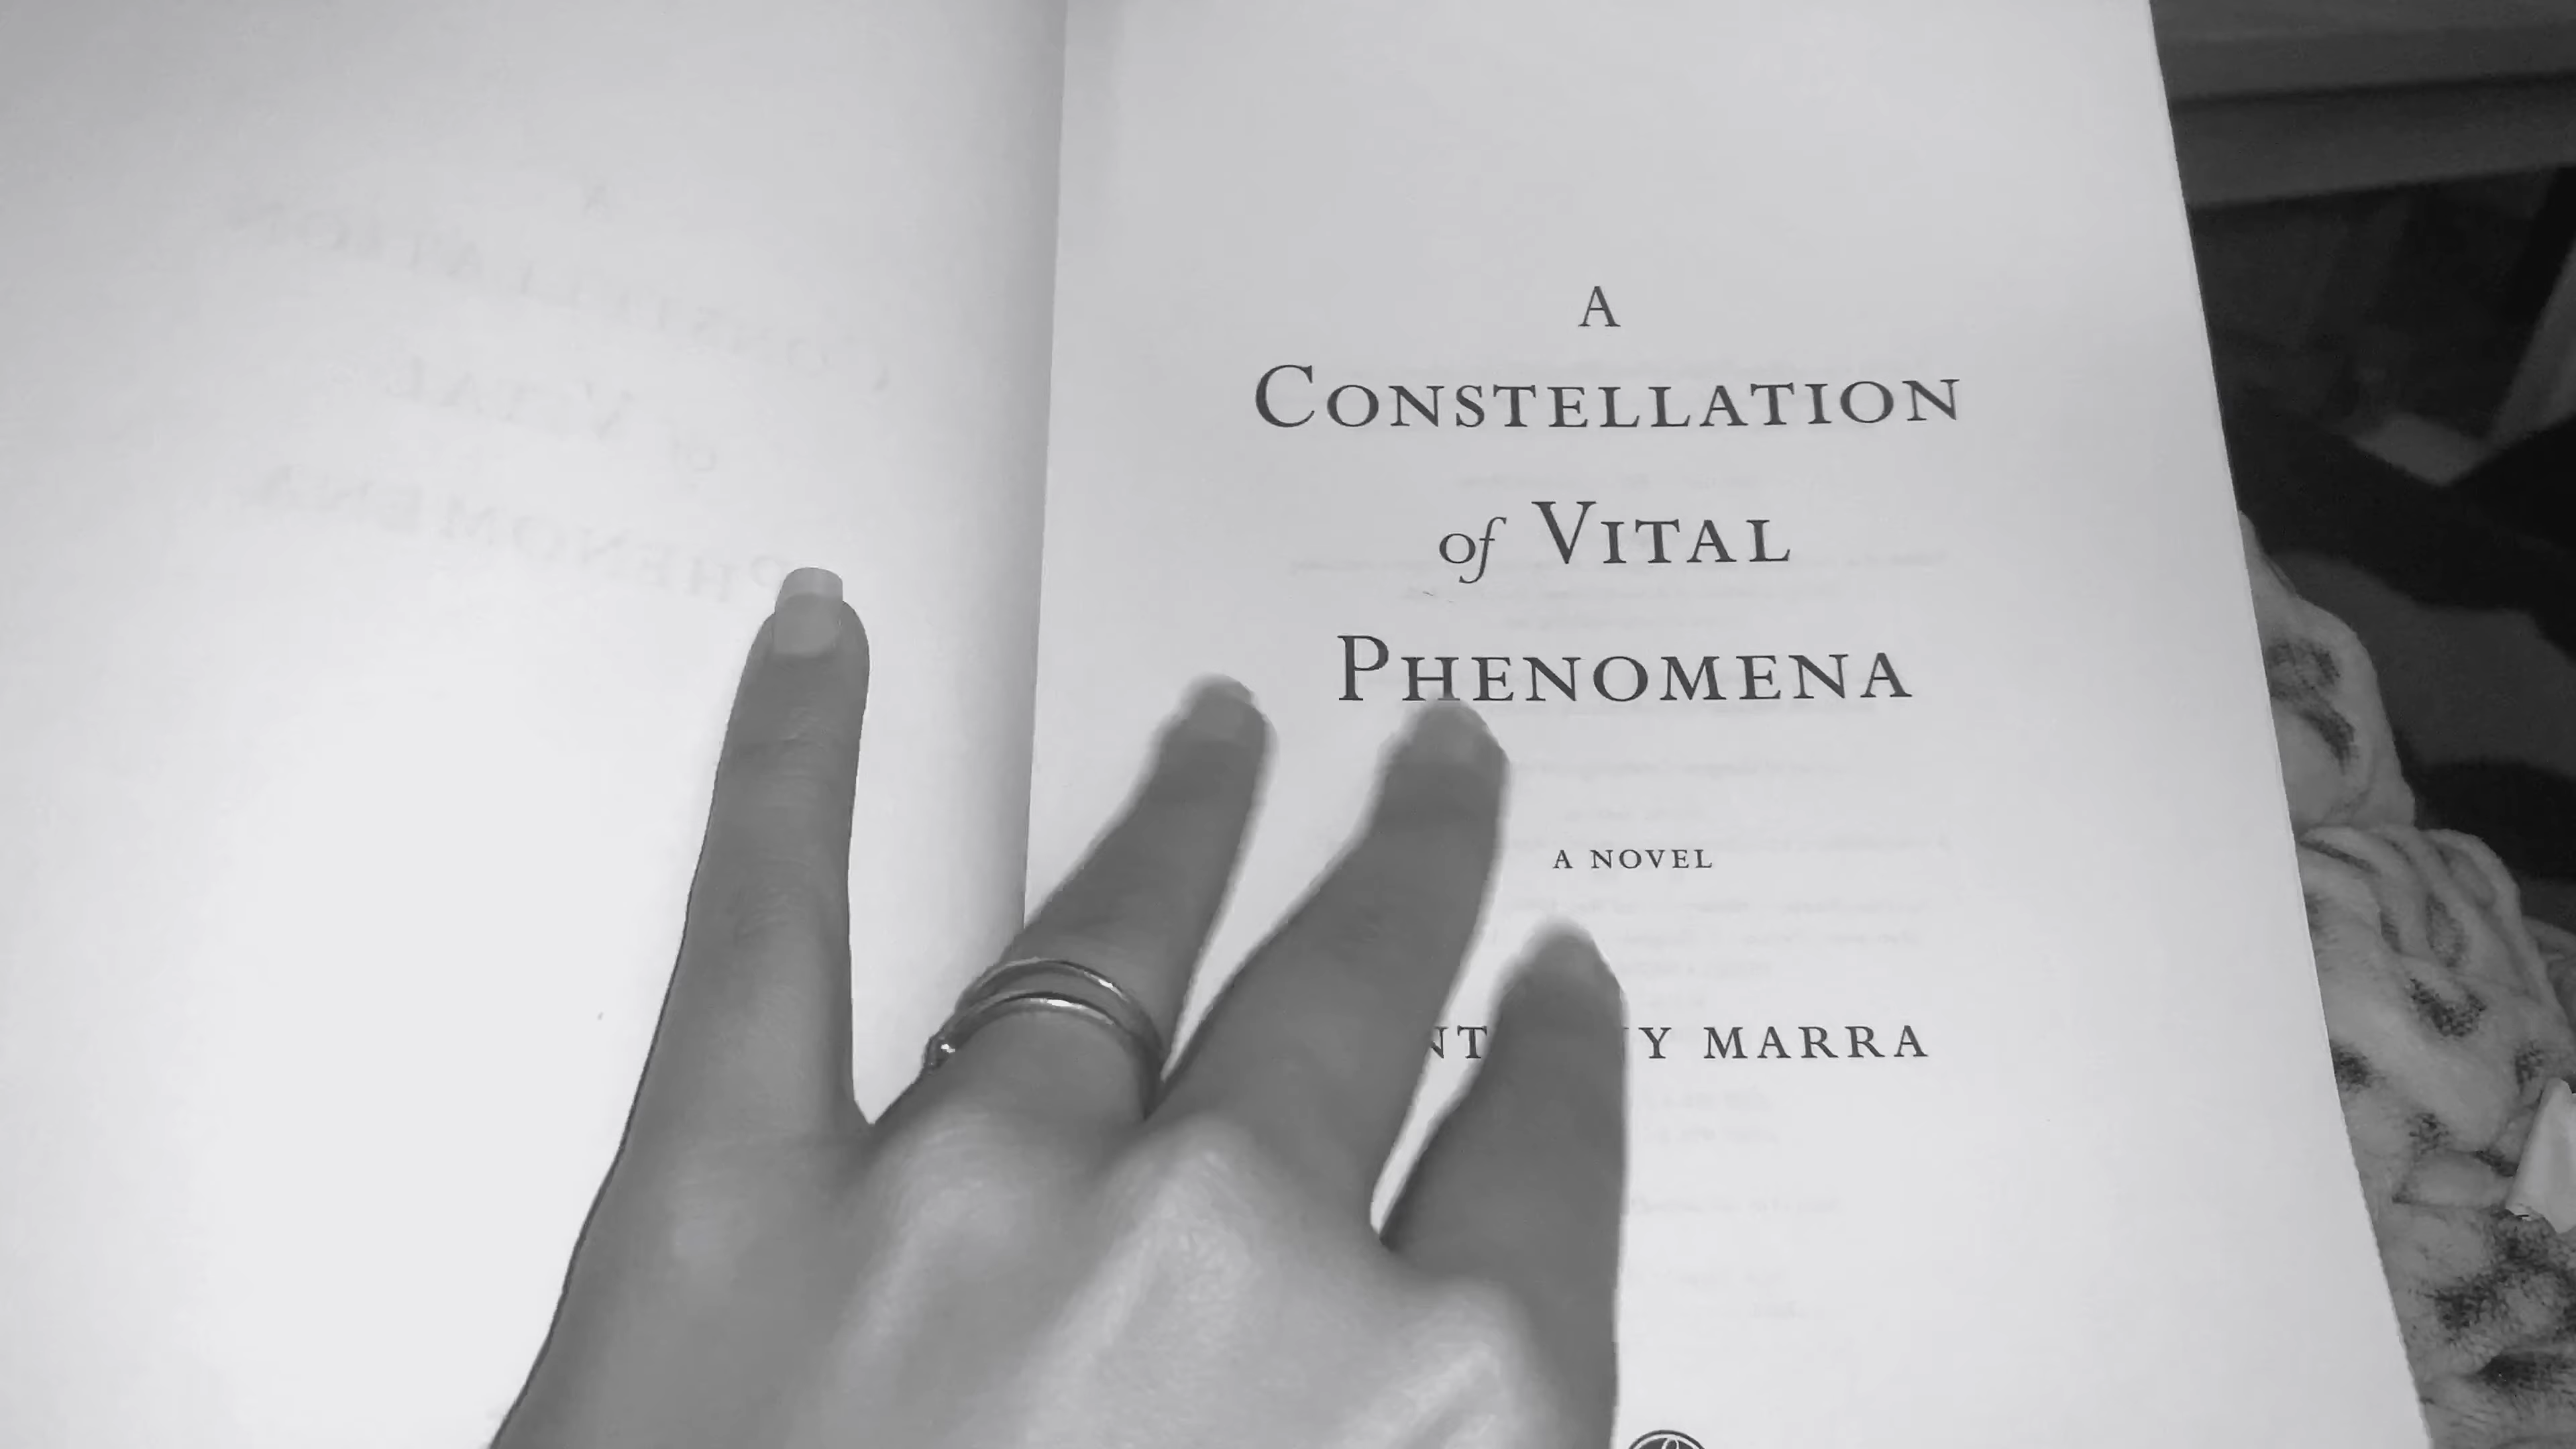 A
CONSTELLATION
of VITAL
PHENOMENA
A NOVEL
MARRA